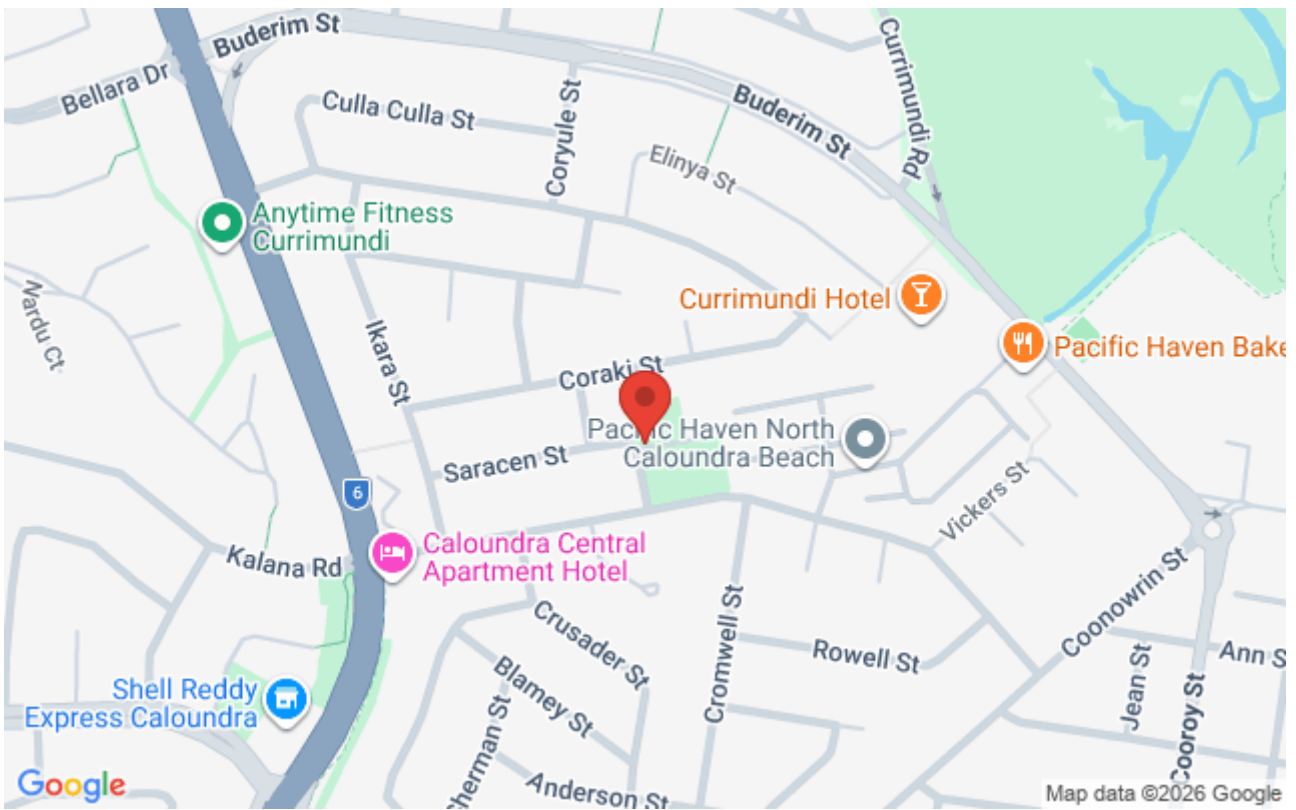 Buderim St
Bellara Dr
Culla Culla St
Coryule St
Currimundi Rd
Buderim St
Elinya St
Anytime Fitness
Currimundi
Nardu Ct
Ikara St
Currimundi Hotel
Pacific Haven Bake
Coraki St
Pacific Haven North
Caloundra Beach
Saracen St
6
Vickers St
Kalana Rd
Caloundra Central
Apartment Hotel
Coonowrin St
Crusader St
Cromwell St
Rowell St
Ann S
Blamey St
Jean St
Shell Reddy
Express Caloundra
Sherman St
Cooroy St
Anderson St
Google
Map data ©2026 Google